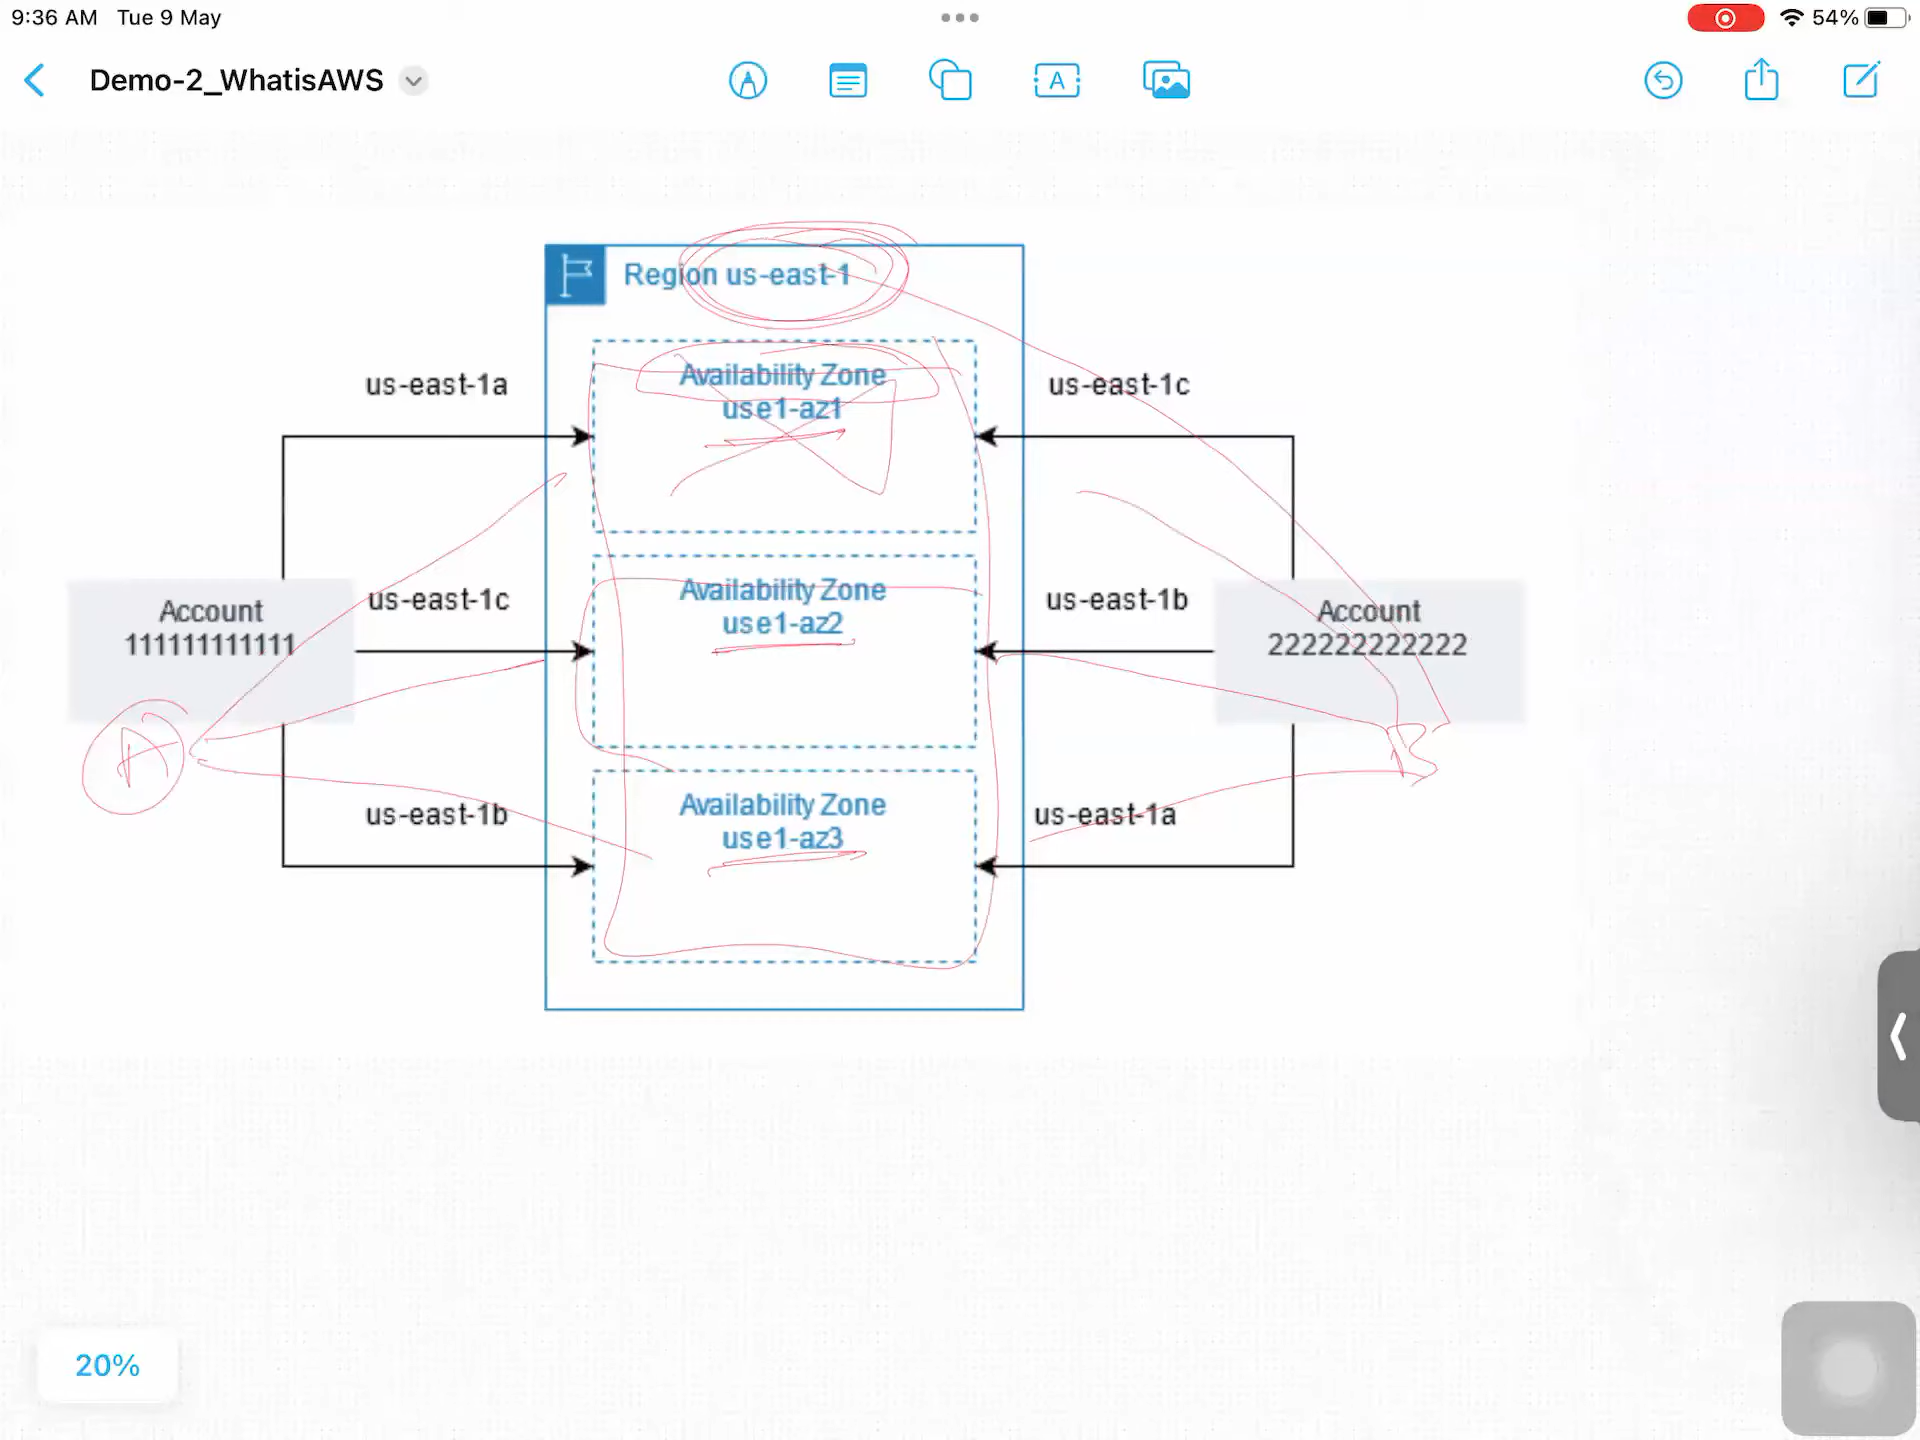 9:36 AM Tue 9 May
54%
Demo-2_WhatisAWS
Region us-east-1
Availability Zone
use1-az1
us-east-1a
us-east-1c
Availability Zone
use1-az2
us-east-1c
us-east-1b
Account
111111111111
Account
222222222222
A
B
Availability Zone
use1-az3
us-east-1b
us-east-1a
20%